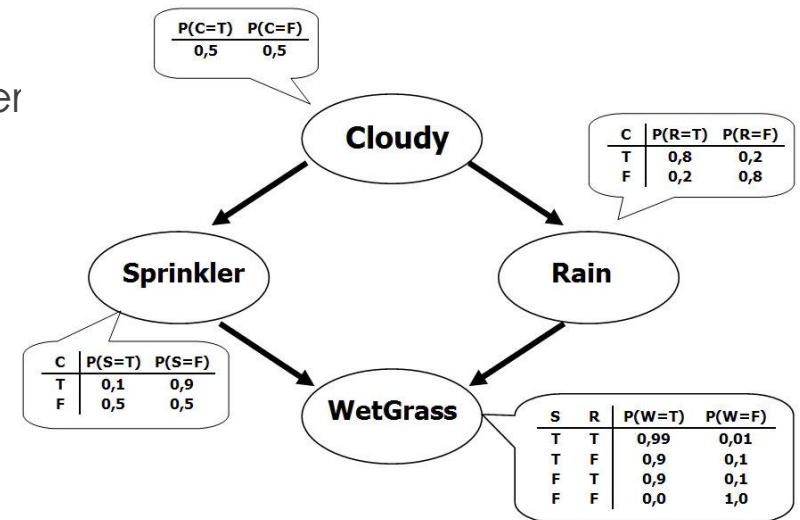 P(C=T) P(C=F)
0,5 0,5
er
Cloudy
C P(R=T) P(R=F)
T 0,8 0,2
F 0,2 0,8
Sprinkler
Rain
C P(S=T) P(S=F)
T 0,1 0,9
F 0,5 0,5
WetGrass
S R P(W=T) P(W=F)
T T 0,99 0,01
T F 0,9 0,1
F T 0,9 0,1
F F 0,0 1,0